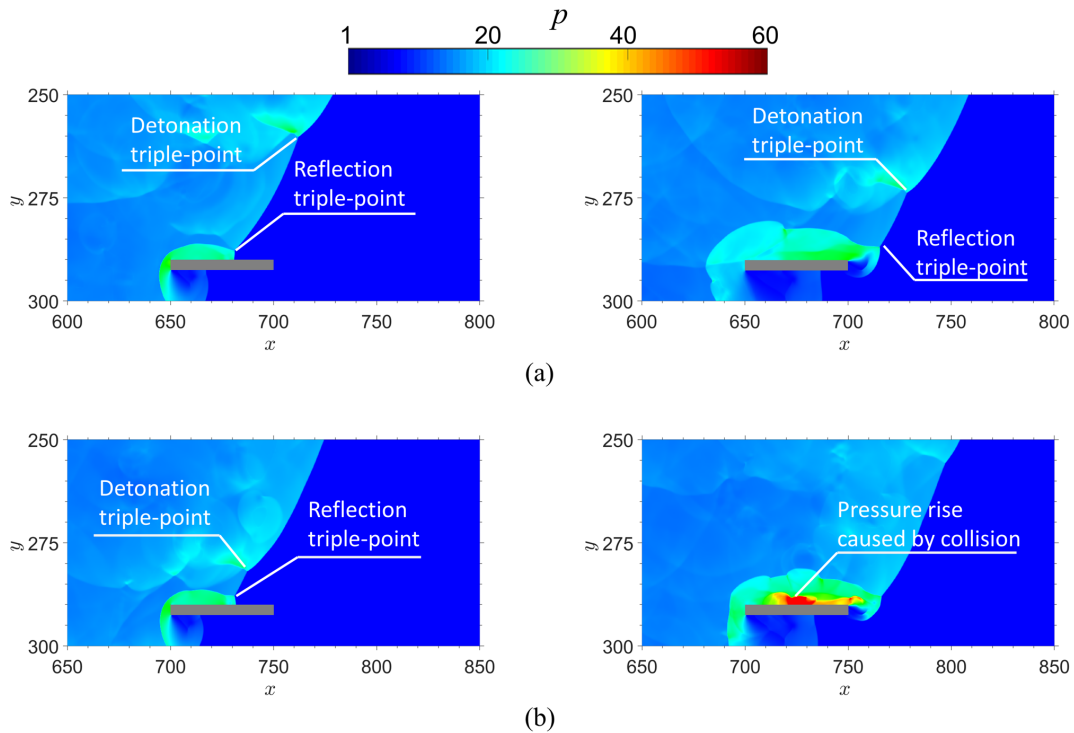 p
1 20 40 60
250
275
300
y
600 650 700 750 800
x
Detonation
triple-point
Reflection
triple-point
250
275
300
y
600 650 700 750 800
x
Detonation
triple-point
Reflection
triple-point
(a)
250
275
300
y
650 700 750 800 850
x
Detonation
triple-point
Reflection
triple-point
250
275
300
y
650 700 750 800 850
x
Pressure rise
caused by collision
(b)